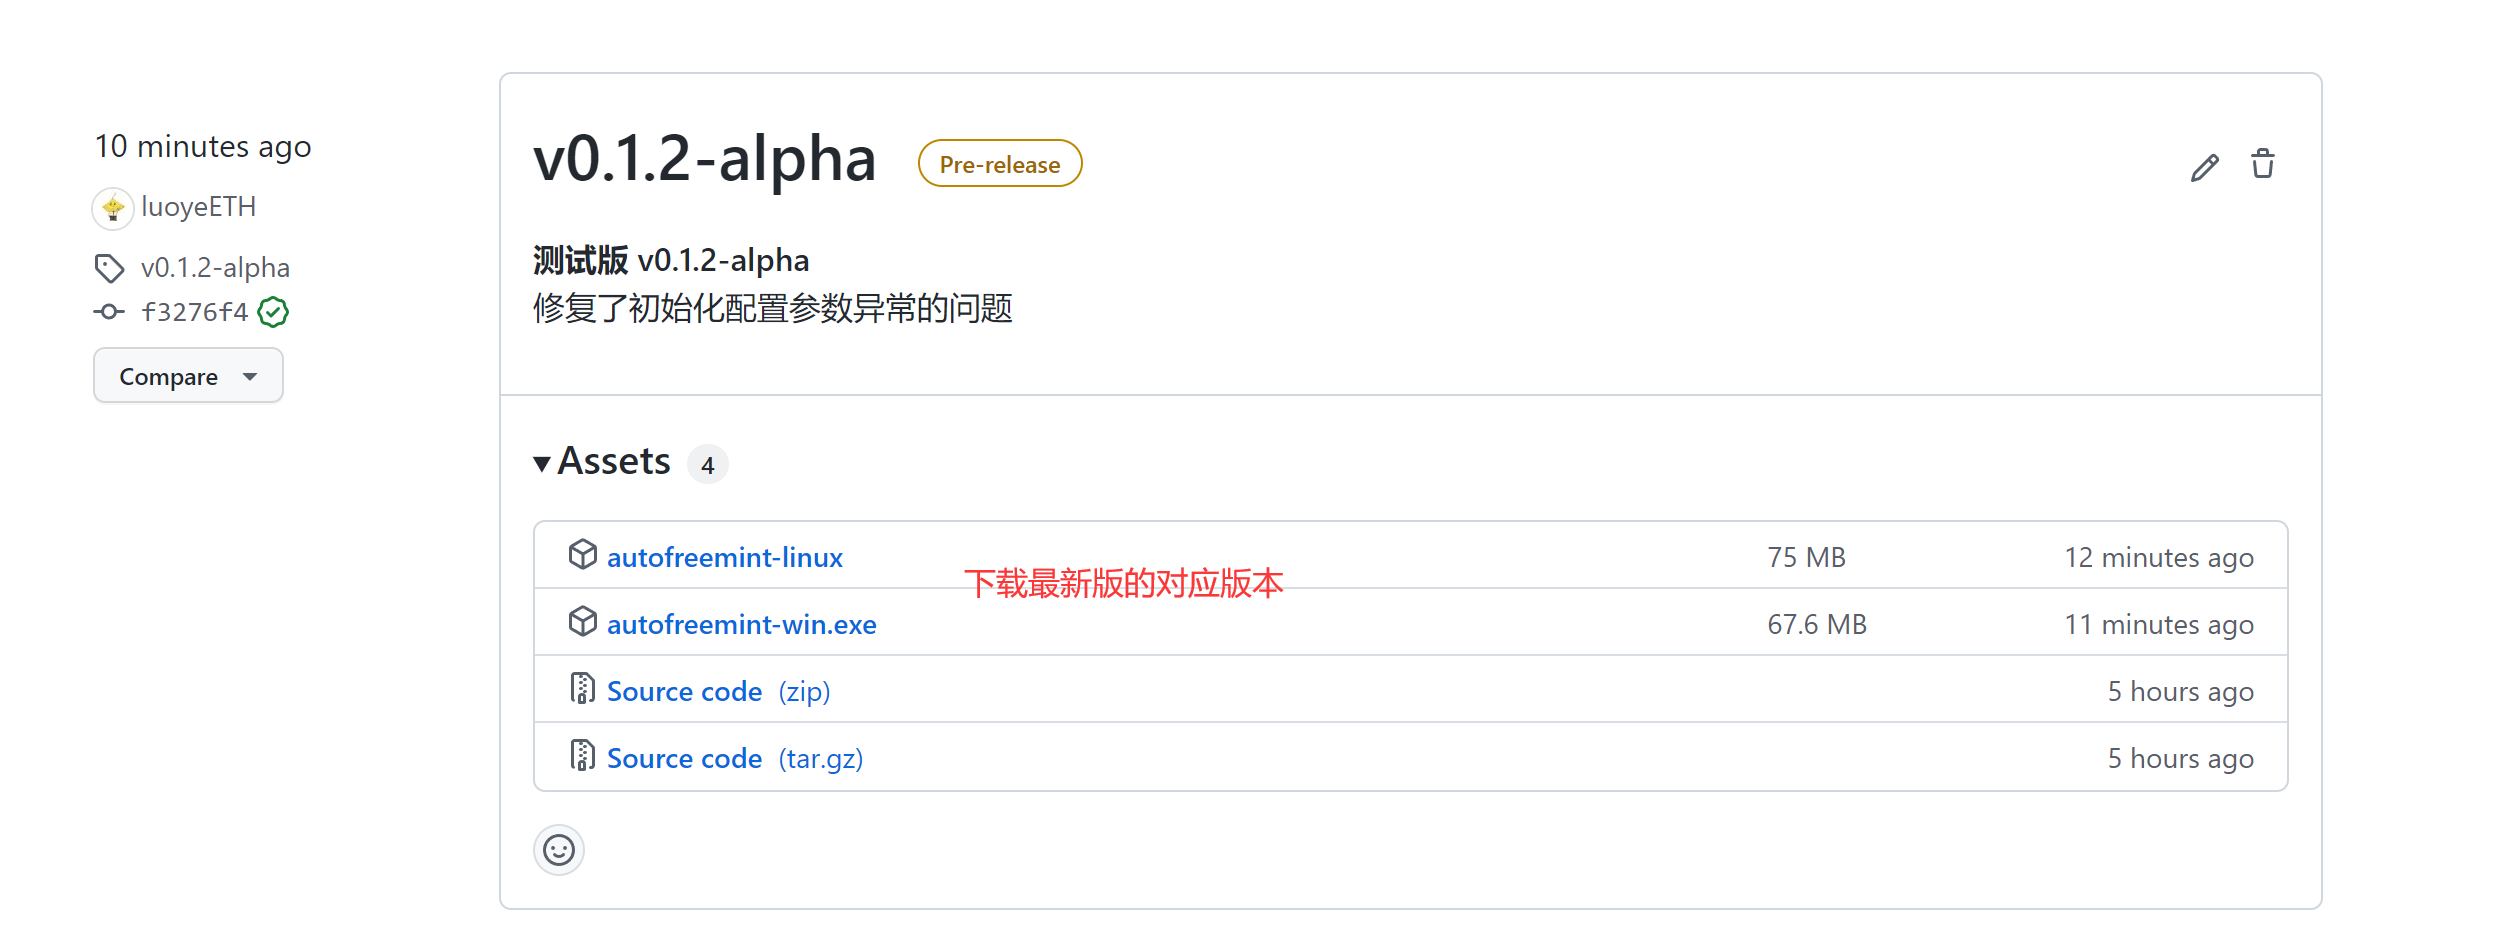 10 minutes ago
luoyeETH
v0.1.2-alpha
f3276f4
Compare
v0.1.2-alpha Pre-release
测试版 v0.1.2-alpha
修复了初始化配置参数异常的问题
Assets 4
autofreemint-linux 75 MB 12 minutes ago
下载最新版的对应版本
autofreemint-win.exe 67.6 MB 11 minutes ago
Source code (zip) 5 hours ago
Source code (tar.gz) 5 hours ago